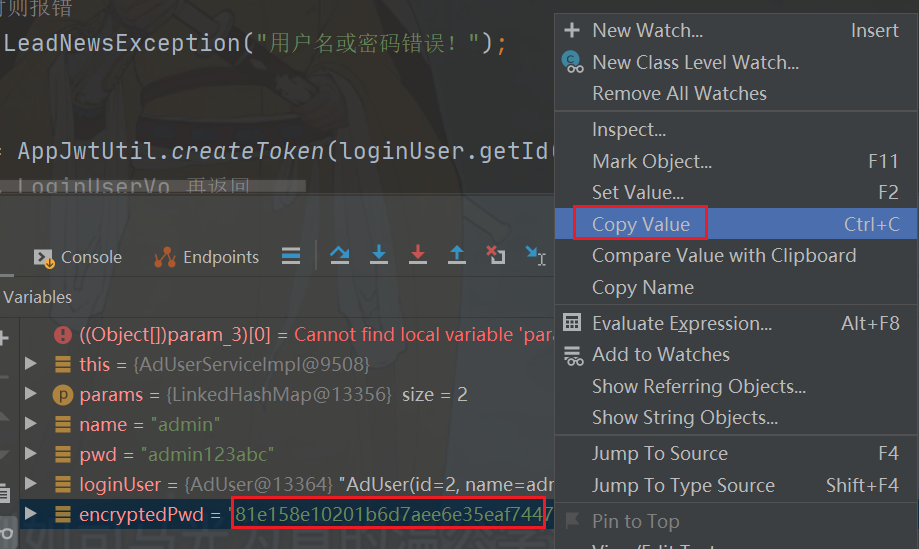 则报错
LeadNewsException("用户名或密码错误！");
AppJwtUtil.createToken(loginUser.getId(
LoginUserVo 再返回
Console
Endpoints
Variables
((Object[])param_3)[0] = Cannot find local variable 'para
this = {AdUserServiceImpl@9508}
params = {LinkedHashMap@13356} size = 2
name = "admin"
pwd = "admin123abc"
loginUser = {AdUser@13364} "AdUser(id=2, name=adm
encryptedPwd = "81e158e10201b6d7aee6e35eaf7447
New Watch... Insert
New Class Level Watch...
Remove All Watches
Inspect...
Mark Object... F11
Set Value... F2
Copy Value Ctrl+C
Compare Value with Clipboard
Copy Name
Evaluate Expression... Alt+F8
Add to Watches
Show Referring Objects...
Show String Objects...
Jump To Source F4
Jump To Type Source Shift+F4
Pin to Top
View/Edit Text